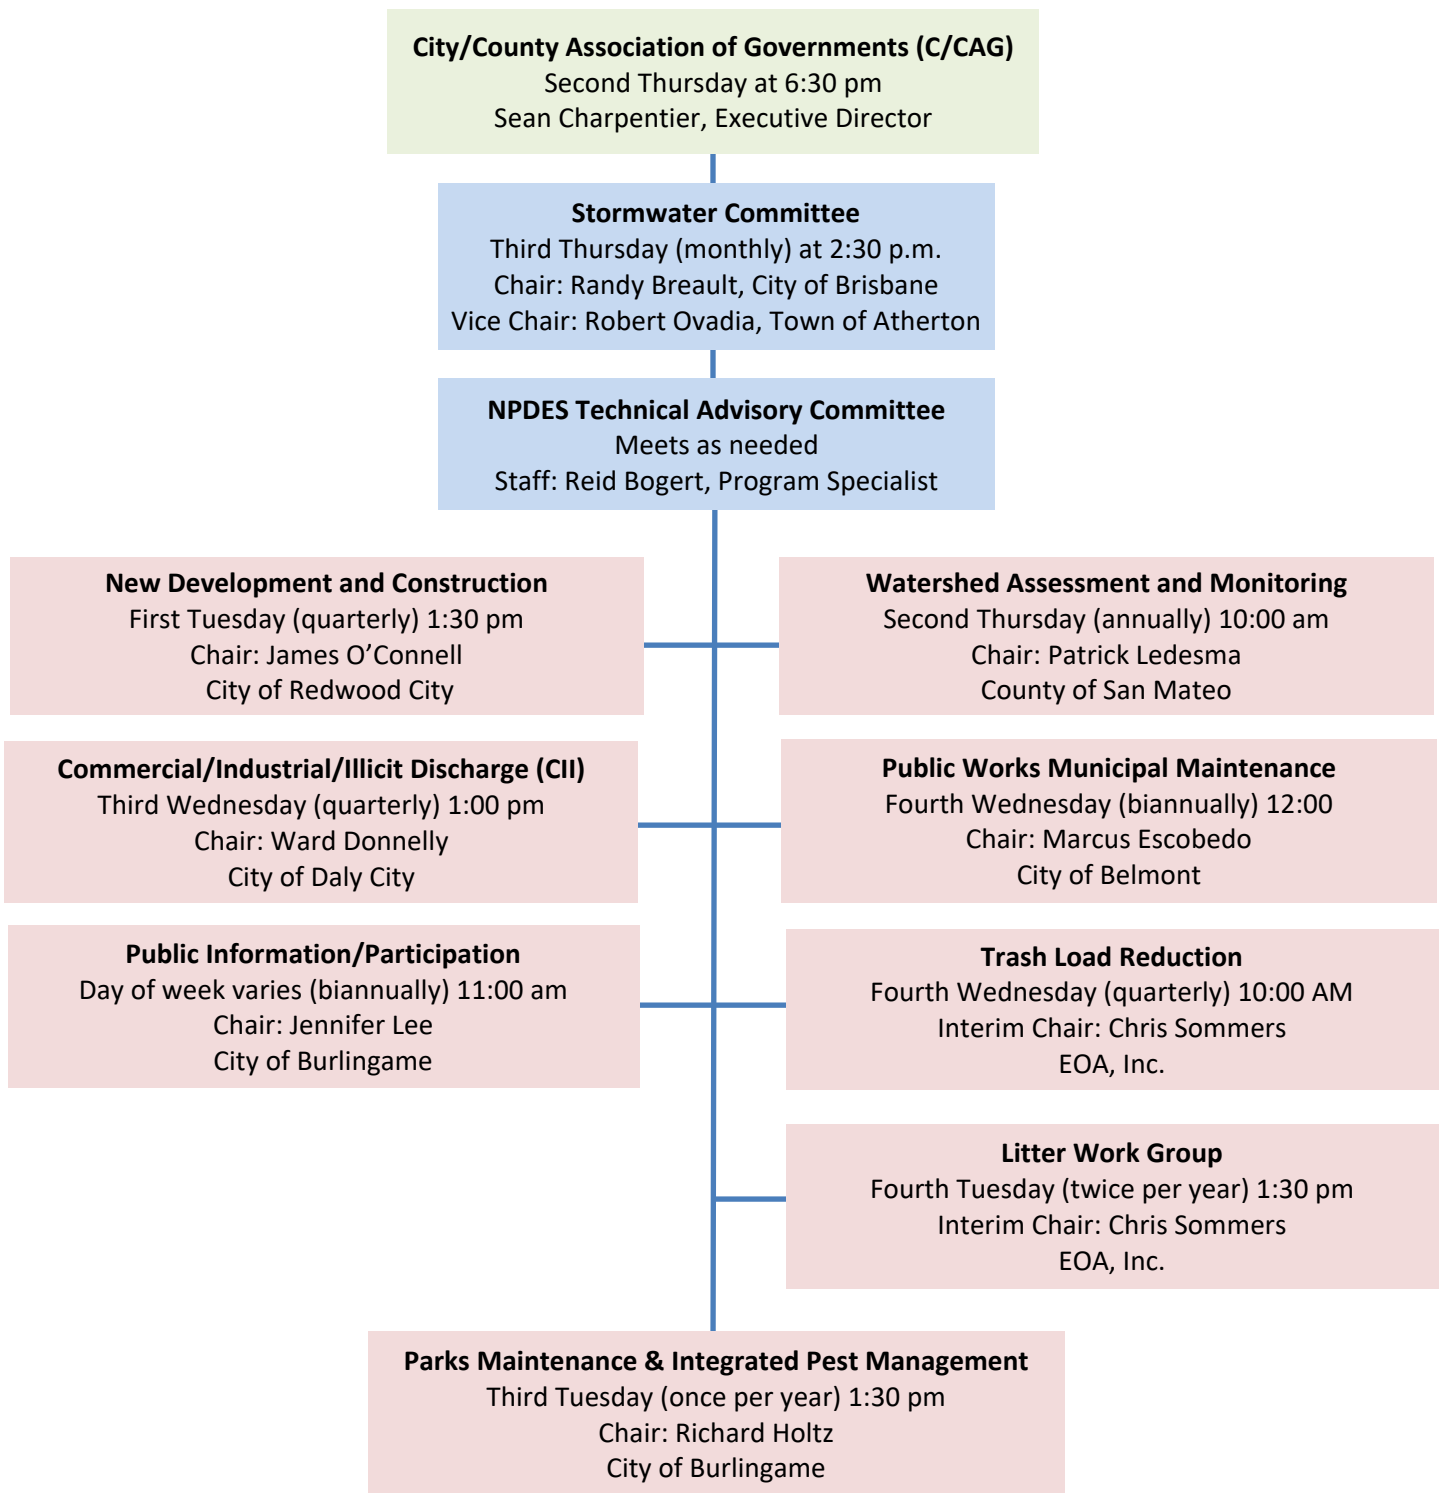 City/County Association of Governments (C/CAG)
Second Thursday at 6:30 pm
Sean Charpentier, Executive Director
Stormwater Committee
Third Thursday (monthly) at 2:30 p.m.
Chair: Randy Breault, City of Brisbane
Vice Chair: Robert Ovadia, Town of Atherton
NPDES Technical Advisory Committee
Meets as needed
Staff: Reid Bogert, Program Specialist
New Development and Construction
First Tuesday (quarterly) 1:30 pm
Chair: James O’Connell
City of Redwood City
Watershed Assessment and Monitoring
Second Thursday (annually) 10:00 am
Chair: Patrick Ledesma
County of San Mateo
Commercial/Industrial/Illicit Discharge (CII)
Third Wednesday (quarterly) 1:00 pm
Chair: Ward Donnelly
City of Daly City
Public Works Municipal Maintenance
Fourth Wednesday (biannually) 12:00
Chair: Marcus Escobedo
City of Belmont
Public Information/Participation
Day of week varies (biannually) 11:00 am
Chair: Jennifer Lee
City of Burlingame
Trash Load Reduction
Fourth Wednesday (quarterly) 10:00 AM
Interim Chair: Chris Sommers
EOA, Inc.
Litter Work Group
Fourth Tuesday (twice per year) 1:30 pm
Interim Chair: Chris Sommers
EOA, Inc.
Parks Maintenance & Integrated Pest Management
Third Tuesday (once per year) 1:30 pm
Chair: Richard Holtz
City of Burlingame